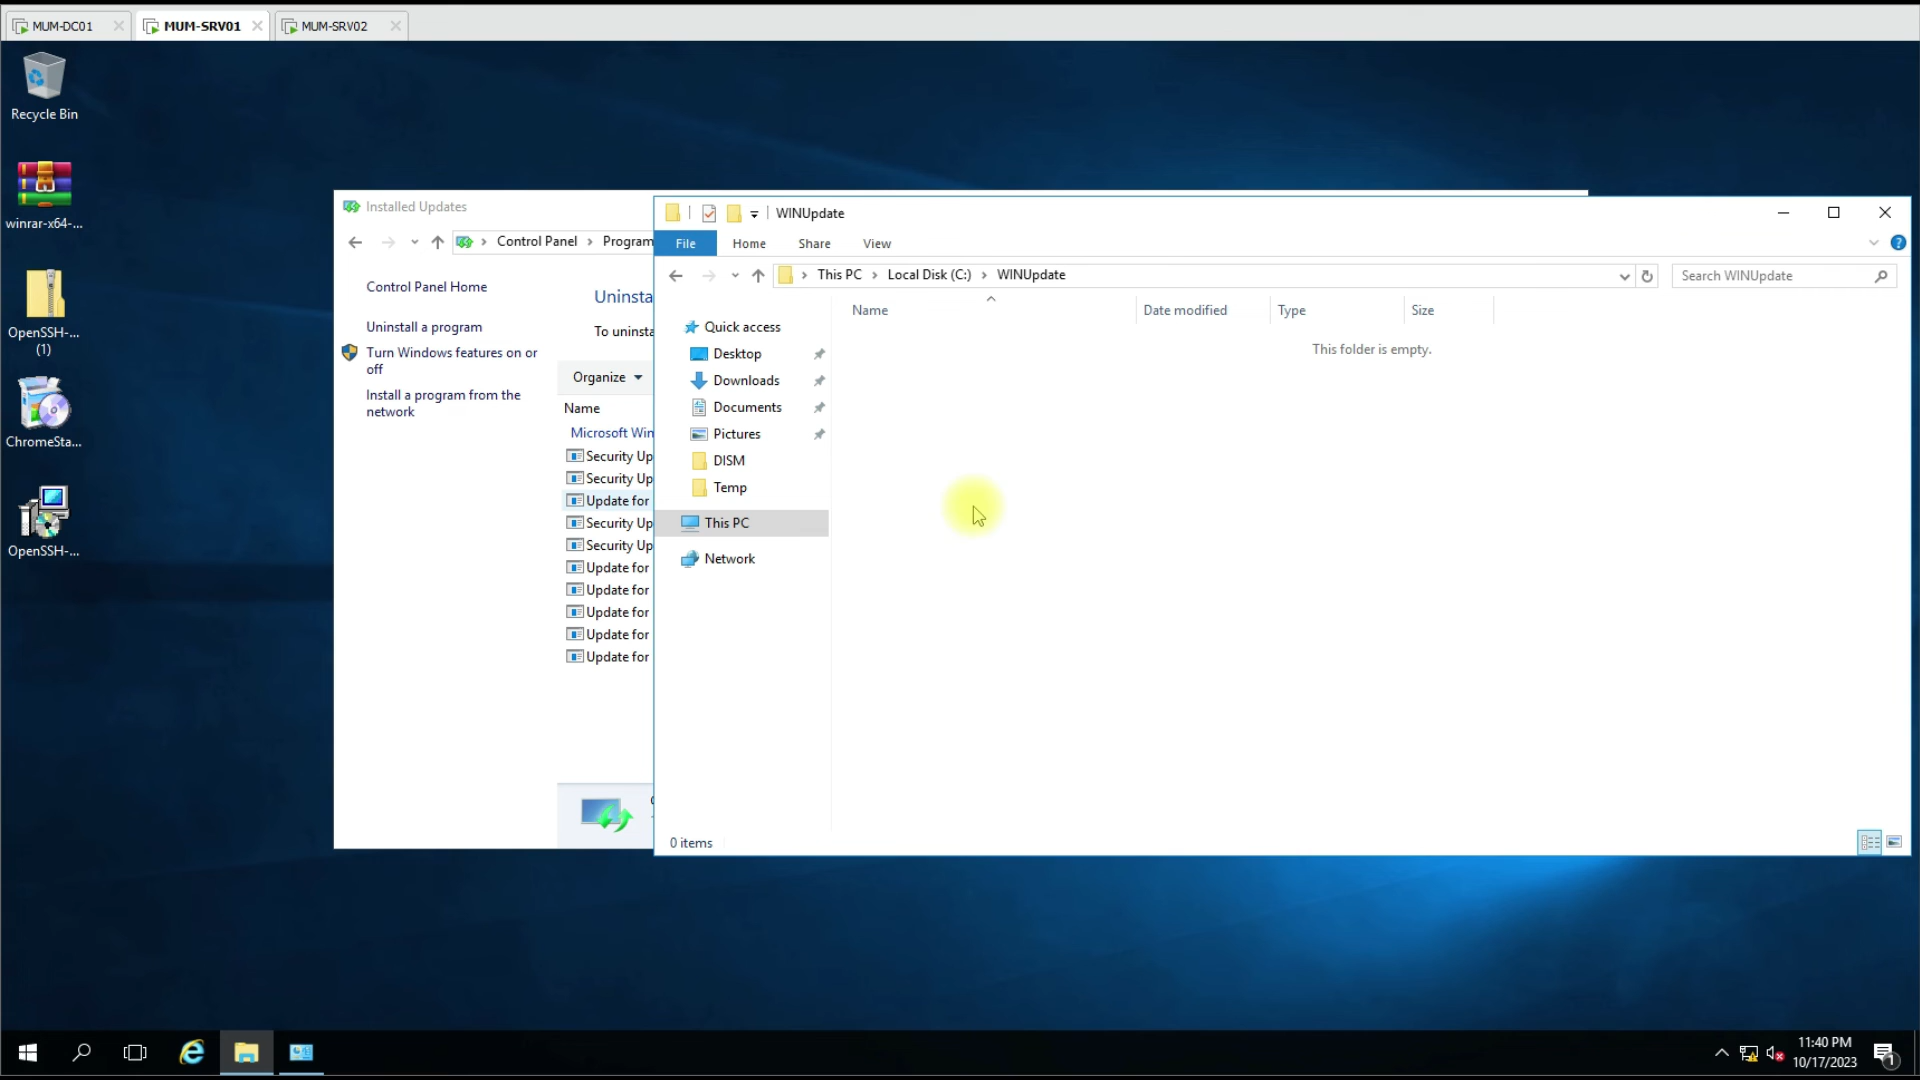 MUM-DC01
MUM-SRV01
MUM-SRV02
Recycle Bin
winrar-x64-...
OpenSSH-...
(1)
ChromeSta...
OpenSSH-...
Installed Updates
Control Panel
Program
Control Panel Home
Uninstall a program
Turn Windows features on or
off
Install a program from the
network
Uninsta
To uninsta
Organize
Name
Microsoft Win
Security Up
Security Up
Update for
Security Up
Security Up
Update for
Update for
Update for
Update for
Update for
WINUpdate
File
Home
Share
View
This PC
Local Disk (C:)
WINUpdate
Search WINUpdate
Name
Date modified
Type
Size
This folder is empty.
Quick access
Desktop
Downloads
Documents
Pictures
DISM
Temp
This PC
Network
0 items
11:40 PM
10/17/2023
1